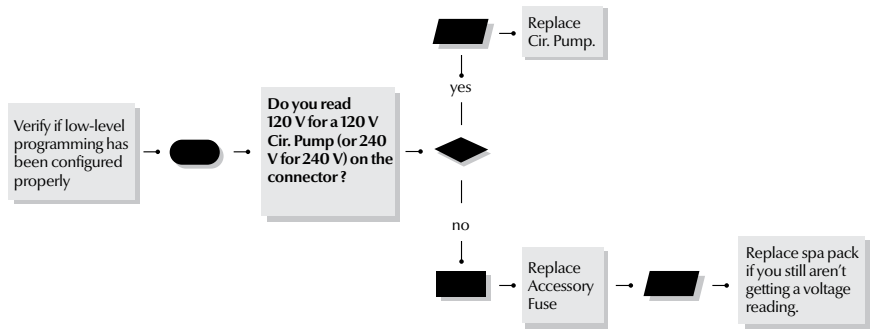 Verify if low-level
programming has
been configured
properly
Do you read
120 V for a 120 V
Cir. Pump (or 240
V for 240 V) on the
connector ?
yes
Replace
Cir. Pump.
no
Replace
Accessory
Fuse
Replace spa pack
if you still aren't
getting a voltage
reading.